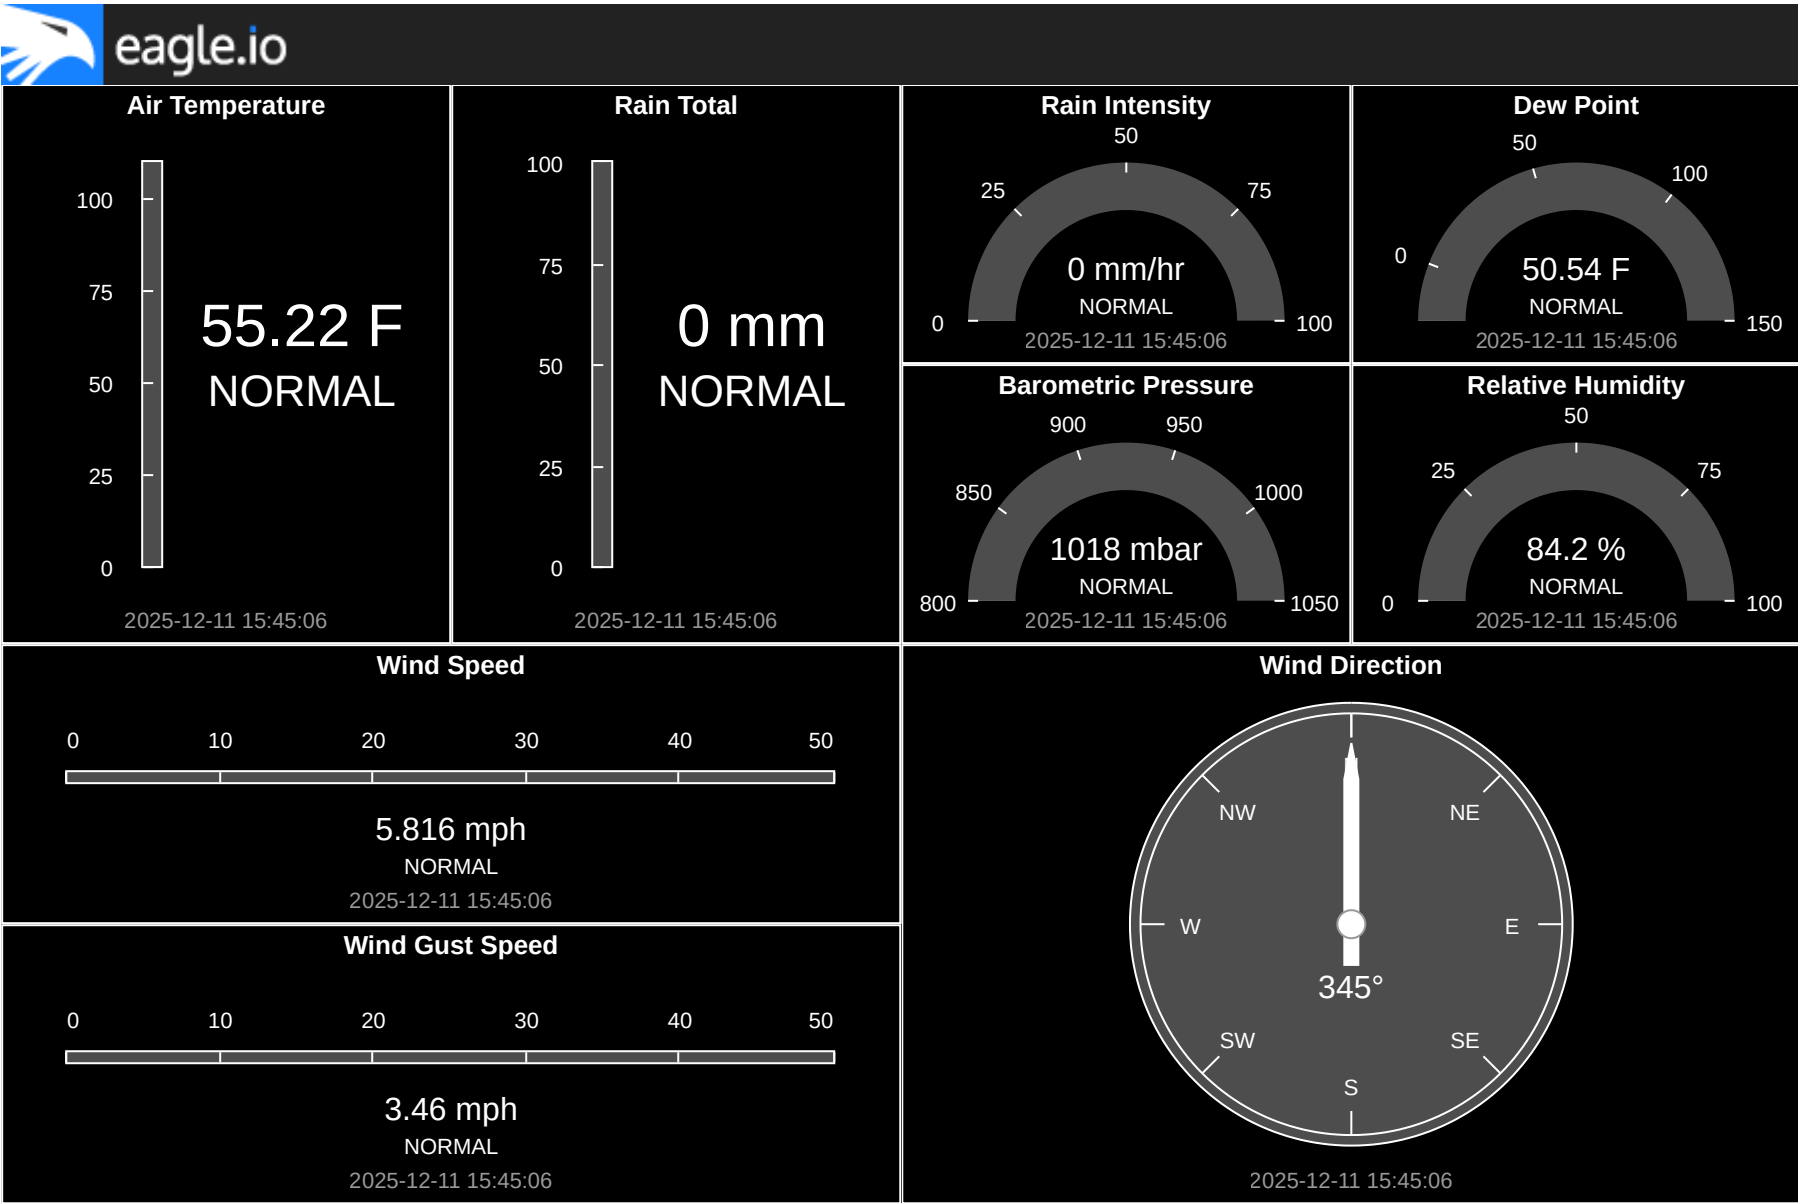 eagle.io
Air Temperature
100
75
50
25
0
55.22 F
NORMAL
2025-12-11 15:45:06
Rain Total
100
75
50
25
0
0 mm
NORMAL
2025-12-11 15:45:06
Rain Intensity
0
25
50
75
100
0 mm/hr
NORMAL
2025-12-11 15:45:06
Dew Point
0
50
100
150
50.54 F
NORMAL
2025-12-11 15:45:06
Barometric Pressure
800
850
900
950
1000
1050
1018 mbar
NORMAL
2025-12-11 15:45:06
Relative Humidity
0
25
50
75
100
84.2 %
NORMAL
2025-12-11 15:45:06
Wind Speed
0 10 20 30 40 50
5.816 mph
NORMAL
2025-12-11 15:45:06
Wind Gust Speed
0 10 20 30 40 50
3.46 mph
NORMAL
2025-12-11 15:45:06
Wind Direction
NW NE
W E
345°
SW SE
S
2025-12-11 15:45:06